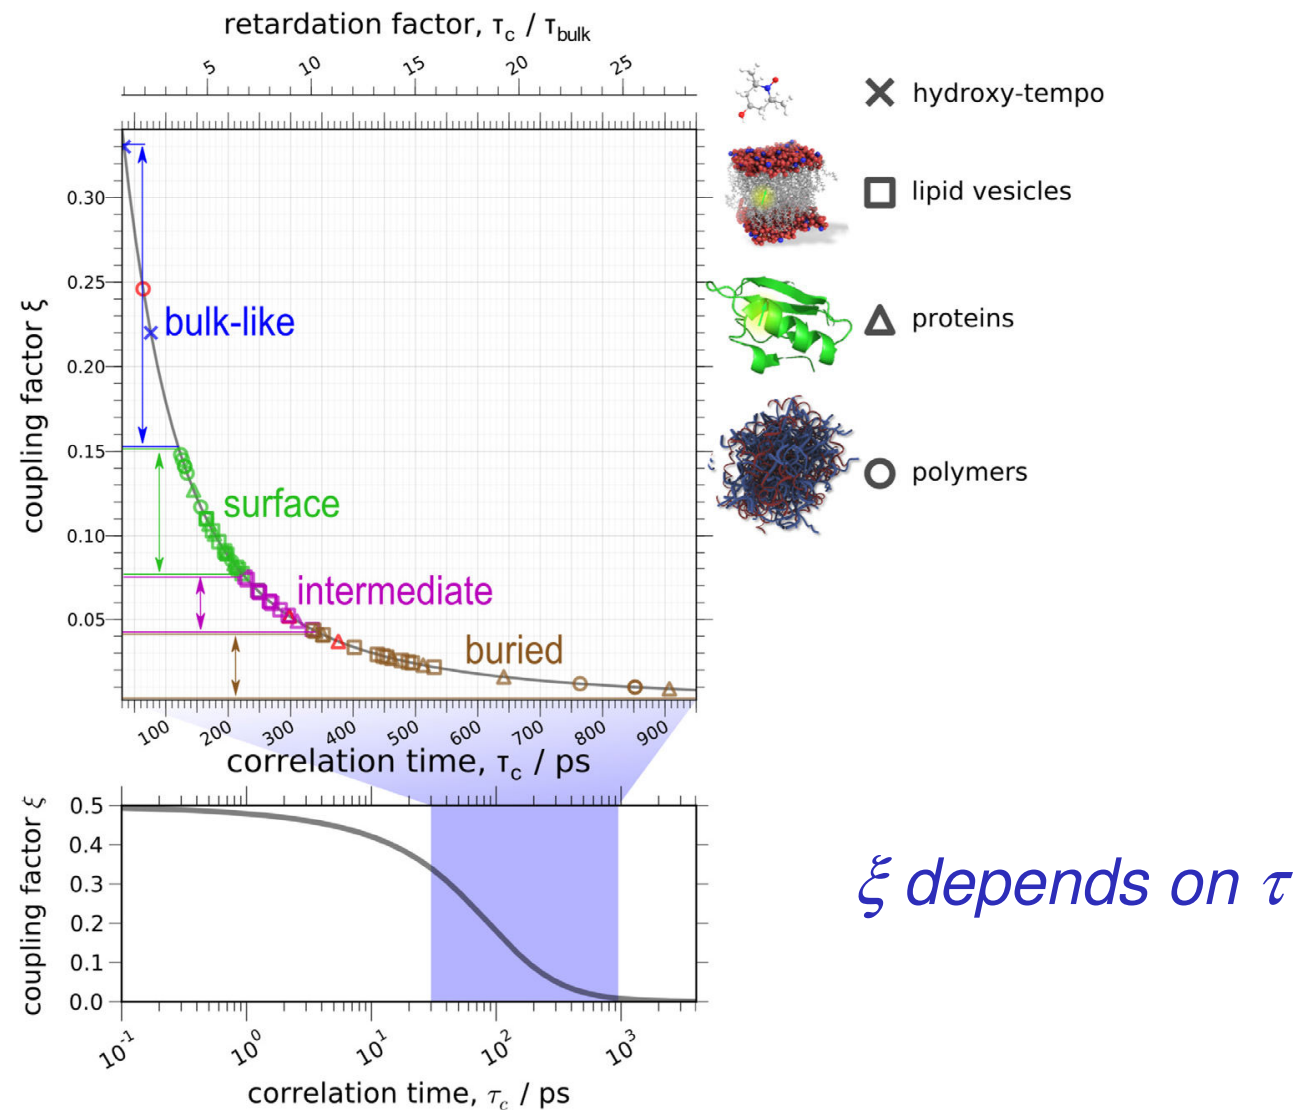 retardation factor, τc / τbulk
5 10 15 20 25
hydroxy-tempo
lipid vesicles
proteins
polymers
coupling factor ξ
0.30
0.25
0.20
0.15
0.10
0.05
bulk-like
surface
intermediate
buried
100 200 300 400 500 600 700 800 900
correlation time, τc / ps
coupling factor ξ
0.5
0.4
0.3
0.2
0.1
0.0
10-1 100 101 102 103
correlation time, τc / ps
ξ depends on τ